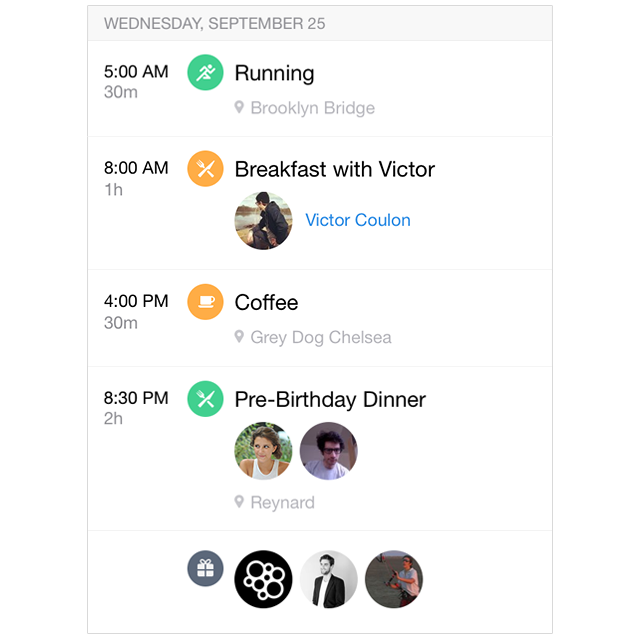 WEDNESDAY, SEPTEMBER 25
5:00 AM
Running
30m
Brooklyn Bridge
8:00 AM
Breakfast with Victor
1h
Victor Coulon
4:00 PM
Coffee
30m
Grey Dog Chelsea
8:30 PM
Pre-Birthday Dinner
2h
Reynard